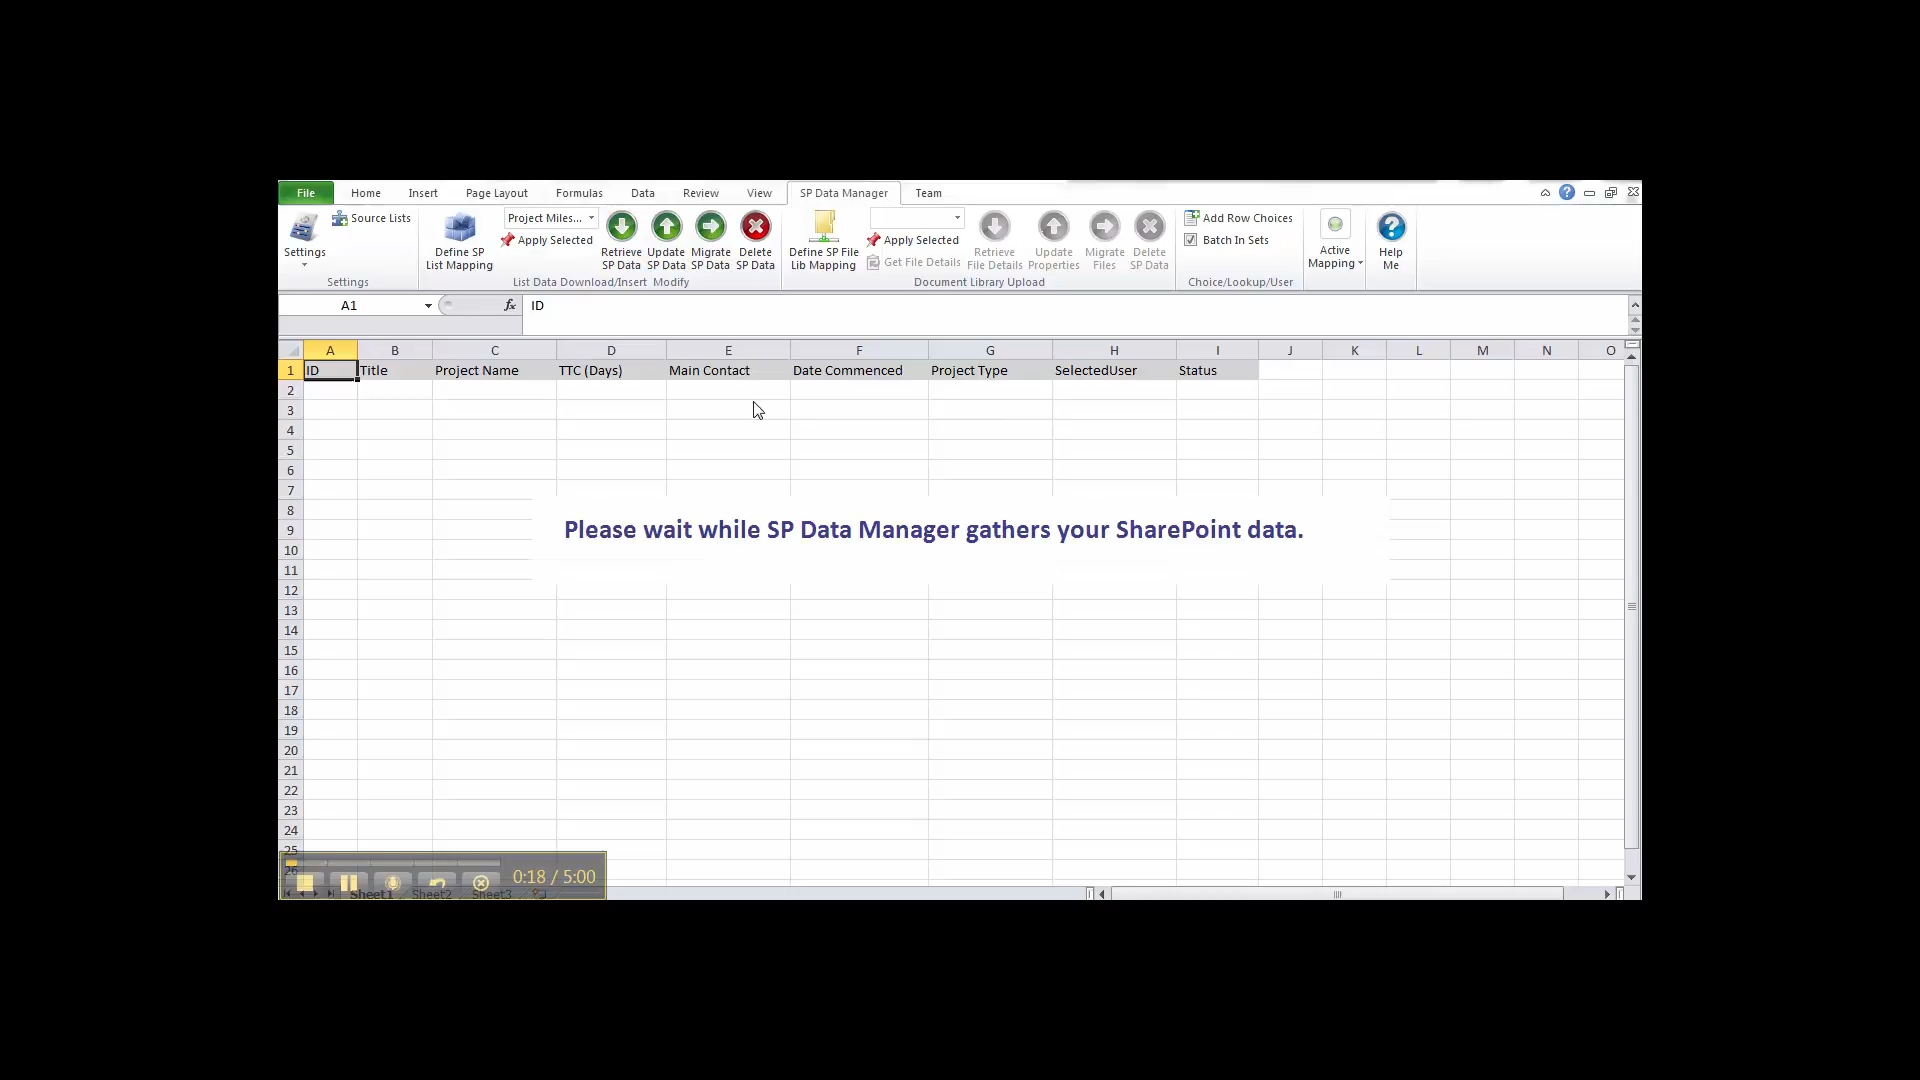 File Home Insert Page Layout Formulas Data Review View SP Data Manager Team
Settings
Source Lists
Settings
Define SP
List Mapping
Project Miles...
Apply Selected
Retrieve
SP Data
Update
SP Data
Migrate
SP Data
Delete
SP Data
List Data Download/Insert Modify
Define SP File
Lib Mapping
Apply Selected
Get File Details
Retrieve
File Details
Update
Properties
Migrate
Files
Delete
SP Data
Document Library Upload
Add Row Choices
Batch In Sets
Choice/Lookup/User
Active
Mapping
Help
Me
A1 fx ID
A B C D E F G H I J K L M N O
1 ID Title Project Name TTC (Days) Main Contact Date Commenced Project Type SelectedUser Status
2
3
4
5
6
7
8
9 Please wait while SP Data Manager gathers your SharePoint data.
10
11
12
13
14
15
16
17
18
19
20
21
22
23
24
25
26
0:18 / 5:00
Sheet1 Sheet2 Sheet3